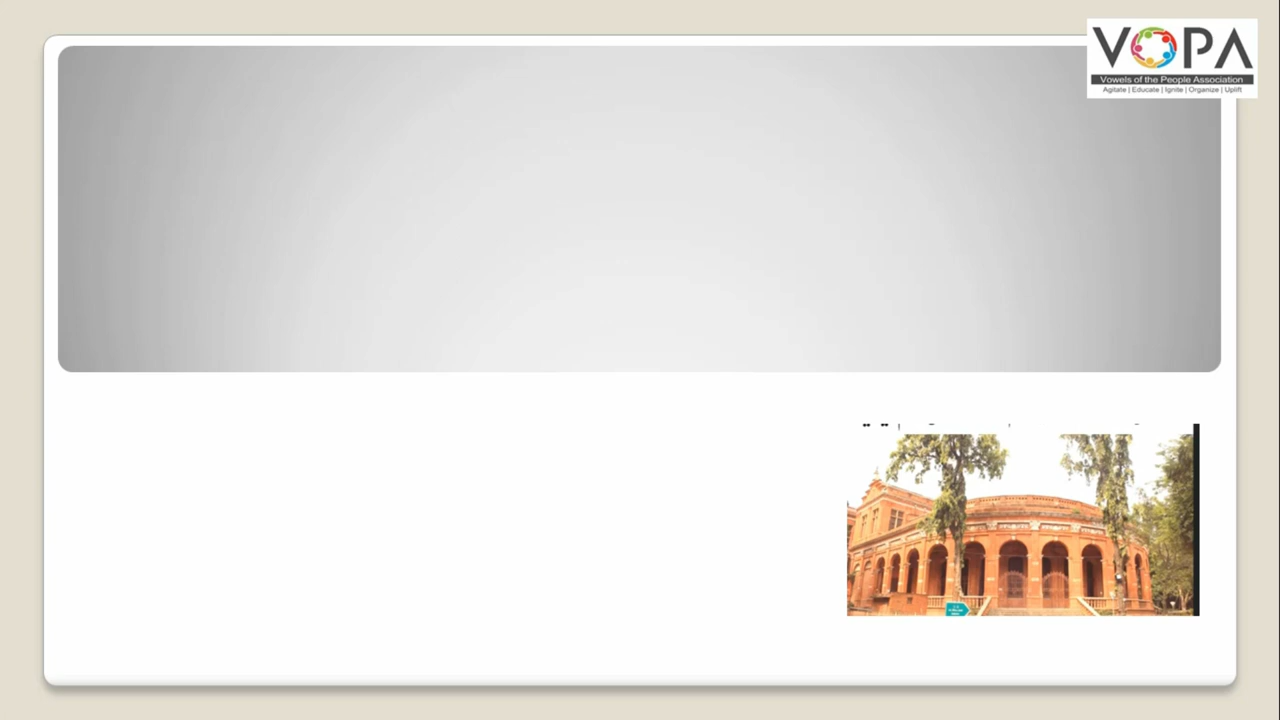 VOPA
Vowels of the People Association
Agitate | Educate | Ignite | Organize | Uplift